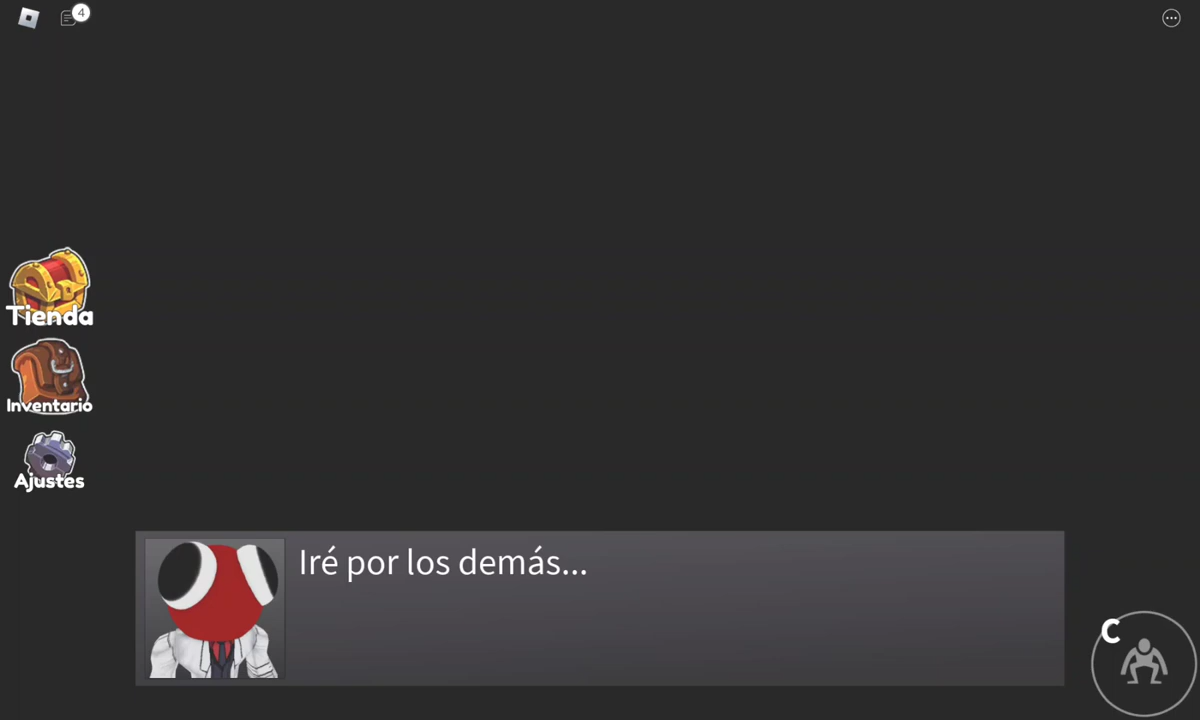 4
Tienda
Inventario
Ajustes
Iré por los demás...
C